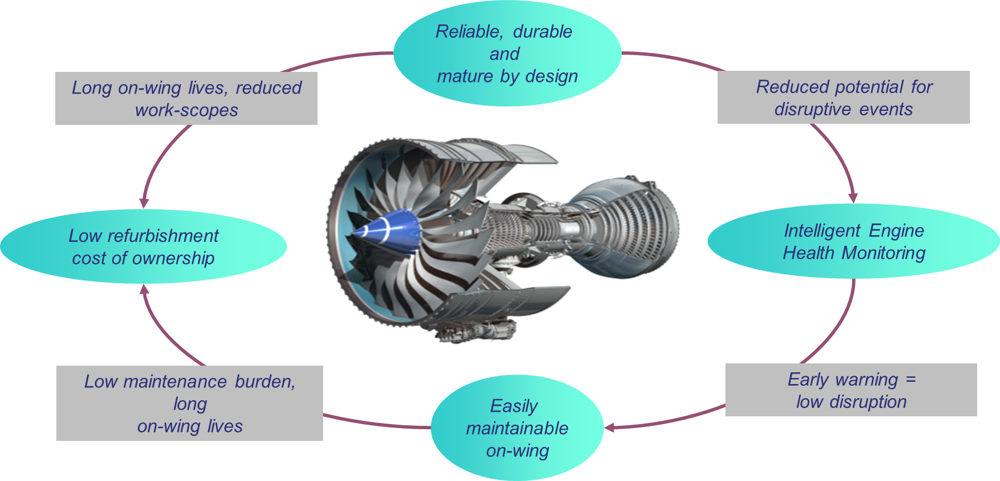 Reliable, durable
and
mature by design
Long on-wing lives, reduced
work-scopes
Reduced potential for
disruptive events
Low refurbishment
cost of ownership
Intelligent Engine
Health Monitoring
Low maintenance burden,
long
on-wing lives
Early warning =
low disruption
Easily
maintainable
on-wing